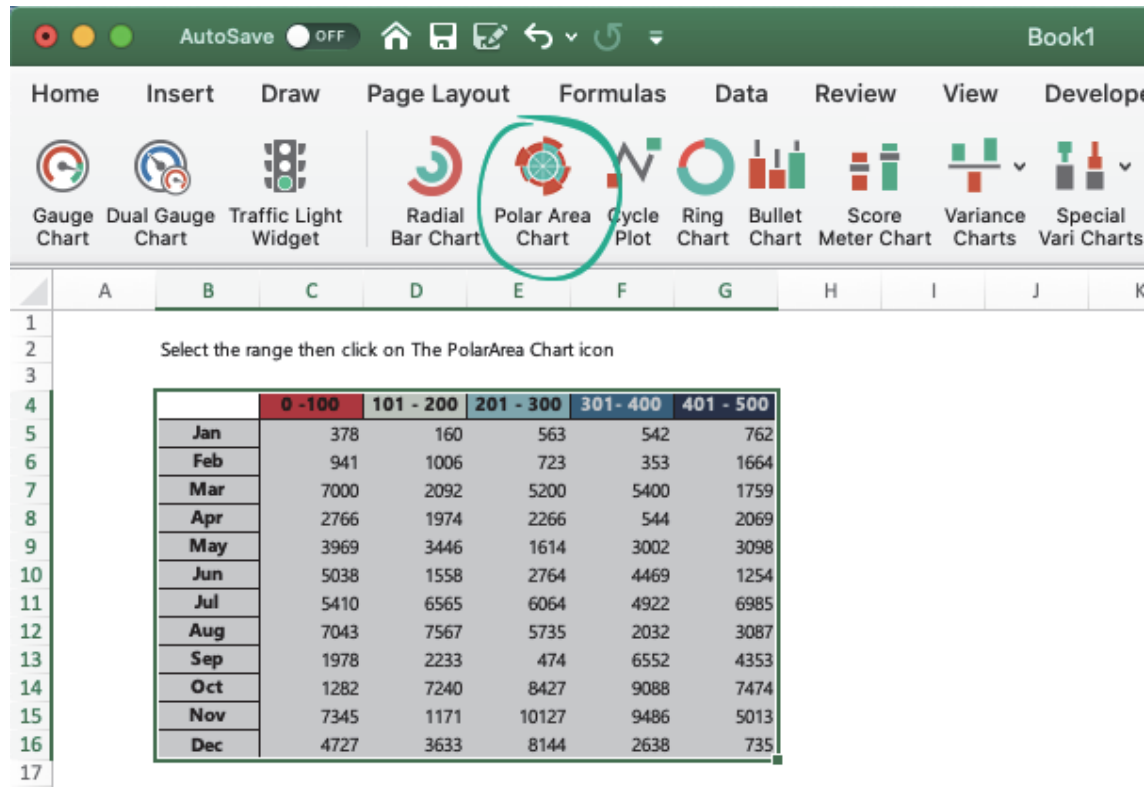 AutoSave OFF Book1
Home Insert Draw Page Layout Formulas Data Review View Develope
Gauge Chart
Dual Gauge Chart
Traffic Light Widget
Radial Bar Chart
Polar Area Chart
Cycle Plot
Ring Chart
Bullet Chart
Score Meter Chart
Variance Charts
Special Vari Charts
A B C D E F G H I J K
1
2 Select the range then click on The PolarArea Chart icon
3
4 0 -100 101 - 200 201 - 300 301- 400 401 - 500
5 Jan 378 160 563 542 762
6 Feb 941 1006 723 353 1664
7 Mar 7000 2092 5200 5400 1759
8 Apr 2766 1974 2266 544 2069
9 May 3969 3446 1614 3002 3098
10 Jun 5038 1558 2764 4469 1254
11 Jul 5410 6565 6064 4922 6985
12 Aug 7043 7567 5735 2032 3087
13 Sep 1978 2233 474 6552 4353
14 Oct 1282 7240 8427 9088 7474
15 Nov 7345 1171 10127 9486 5013
16 Dec 4727 3633 8144 2638 735
17